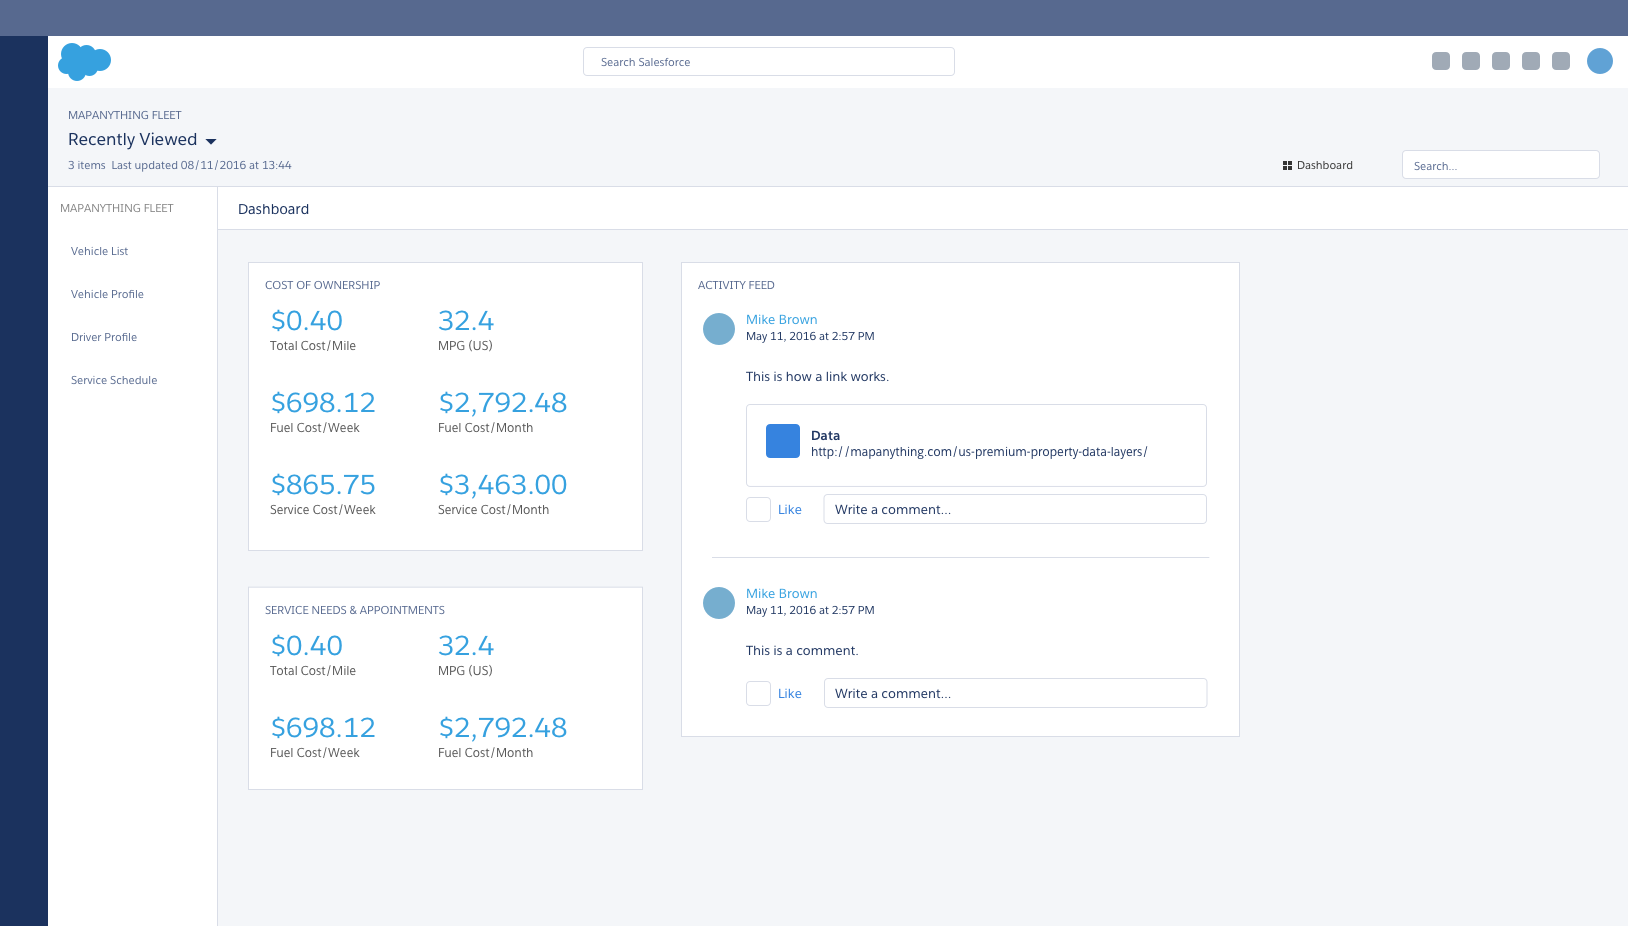 Search Salesforce
MAPANYTHING FLEET
Recently Viewed
3 items Last updated 08/11/2016 at 13:44
Dashboard
Search...
MAPANYTHING FLEET
Vehicle List
Vehicle Profile
Driver Profile
Service Schedule
Dashboard
COST OF OWNERSHIP
$0.40 32.4
Total Cost/Mile MPG (US)
$698.12 $2,792.48
Fuel Cost/Week Fuel Cost/Month
$865.75 $3,463.00
Service Cost/Week Service Cost/Month
SERVICE NEEDS & APPOINTMENTS
$0.40 32.4
Total Cost/Mile MPG (US)
$698.12 $2,792.48
Fuel Cost/Week Fuel Cost/Month
ACTIVITY FEED
Mike Brown
May 11, 2016 at 2:57 PM
This is how a link works.
Data
http://mapanything.com/us-premium-property-data-layers/
Like Write a comment...
Mike Brown
May 11, 2016 at 2:57 PM
This is a comment.
Like Write a comment...